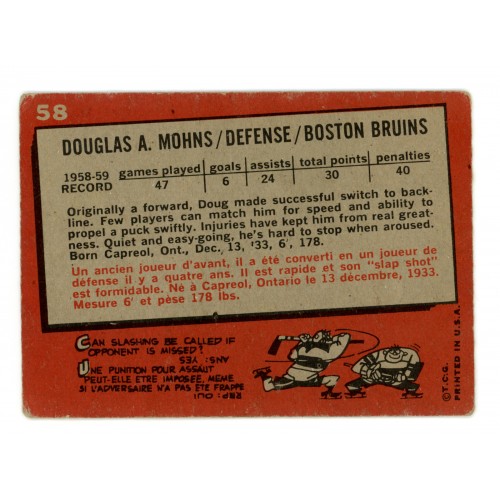 58
DOUGLAS A. MOHNS/DEFENSE/BOSTON BRUINS
1958-59 games played goals assists total points penalties
RECORD 47 6 24 30 40
Originally a forward, Doug made successful switch to back-
line. Few players can match him for speed and ability to
propel a puck swiftly. Injuries have kept him from real great-
ness. Quiet and easy-going, he's hard to stop when aroused.
Born Capreol, Ont., Dec. 13, '33, 6', 178.
Un ancien joueur d'avant, il a été converti en un joueur de
défense il y a quatre ans. Il est rapide et son "slap shot"
est formidable. Né à Capreol, Ontario le 13 décembre, 1933.
Mesure 6' et pèse 178 lbs.
CAN SLASHING BE CALLED IF
OPPONENT IS MISSED?
ANS: YES
UNE PUNITION POUR ASSAUT
PEUT-ELLE ETRE IMPOSÉE, MEME
SI L'ADVERSAIRE N'A PAS ÉTÉ FRAPPE
REP: OUI
© T.C.G. PRINTED IN U.S.A.